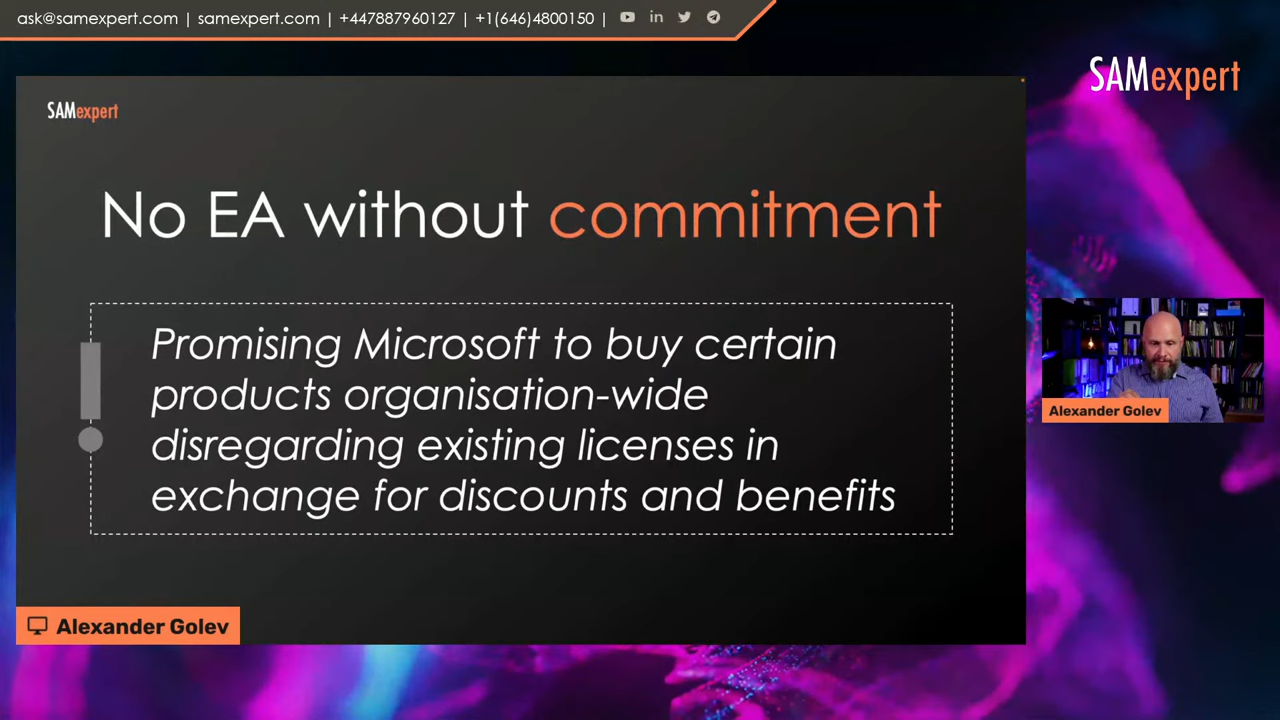 ask@samexpert.com | samexpert.com | +447887960127 | +1(646)4800150 |
SAMexpert
SAMexpert
No EA without commitment
Promising Microsoft to buy certain
products organisation-wide
disregarding existing licenses in
exchange for discounts and benefits
Alexander Golev
Alexander Golev